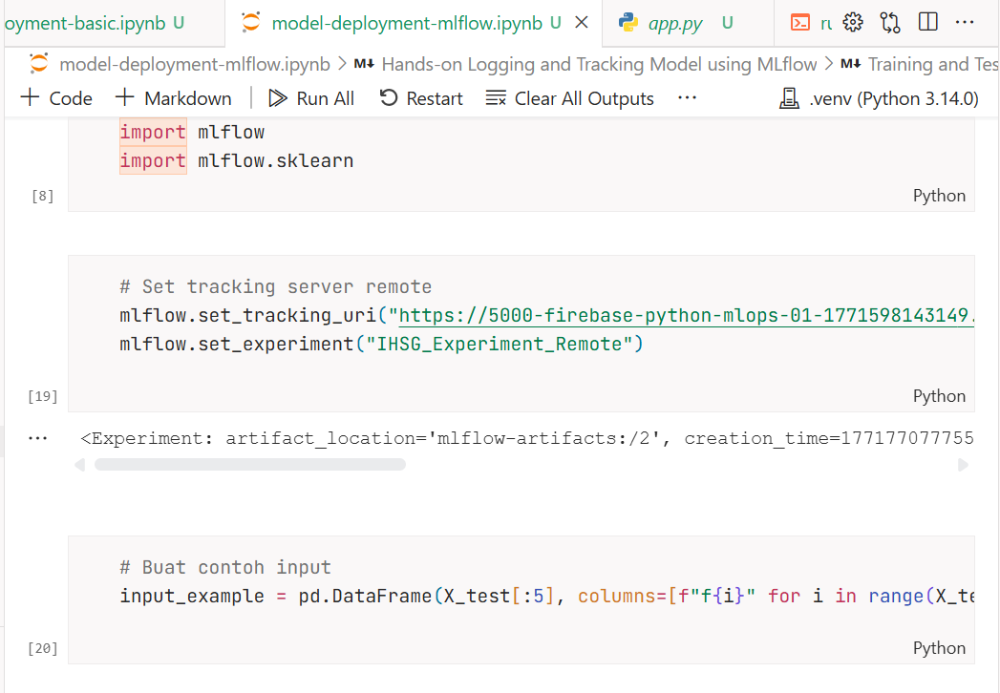 oyment-basic.ipynb U
model-deployment-mlflow.ipynb U
app.py U
model-deployment-mlflow.ipynb > M↓ Hands-on Logging and Tracking Model using MLflow > M↓ Training and Tes
+ Code + Markdown | Run All Restart Clear All Outputs ··· .venv (Python 3.14.0)
import mlflow
import mlflow.sklearn
[8]
Python
# Set tracking server remote
mlflow.set_tracking_uri("https://5000-firebase-python-mlops-01-1771598143149.
mlflow.set_experiment("IHSG_Experiment_Remote")
[19]
Python
··· <Experiment: artifact_location='mlflow-artifacts:/2', creation_time=177177077755
# Buat contoh input
input_example = pd.DataFrame(X_test[:5], columns=[f"f{i}" for i in range(X_te
[20]
Python